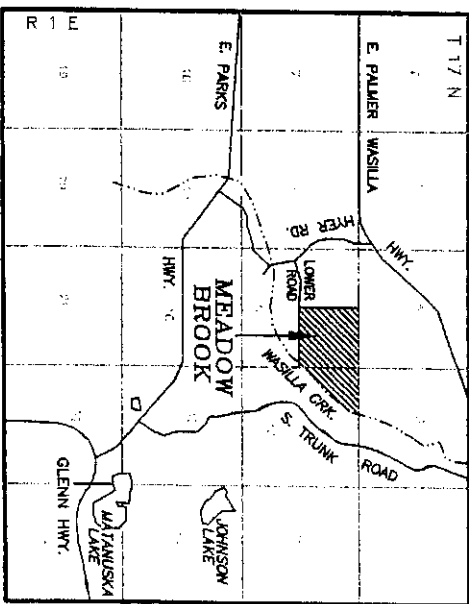 T 17 N
R 1 E
E. PALMER WASILLA
HWY.
E. PARKS
HWY.
HYER RD.
LOWER
ROAD
MEADOW
BROOK
WASILLA CRK.
S. TRUNK ROAD
JOHNSON
LAKE
MATANUSKA
LAKE
GLENN HWY.